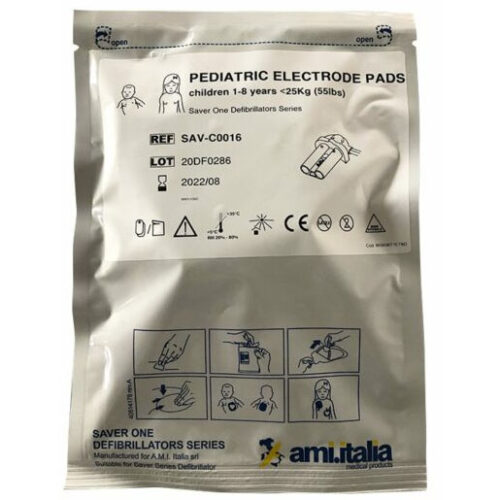 open
open
PEDIATRIC ELECTRODE PADS
children 1-8 years <25Kg (55lbs)
Saver One Defibrillators Series
REF SAV-C0016
LOT 20DF0286
2022/08
SAVER ONE
DEFIBRILLATORS SERIES
Manufactured for A.M.I. Italia srl
Suitable for Saver Series Defibrillator
ami.italia
medical products